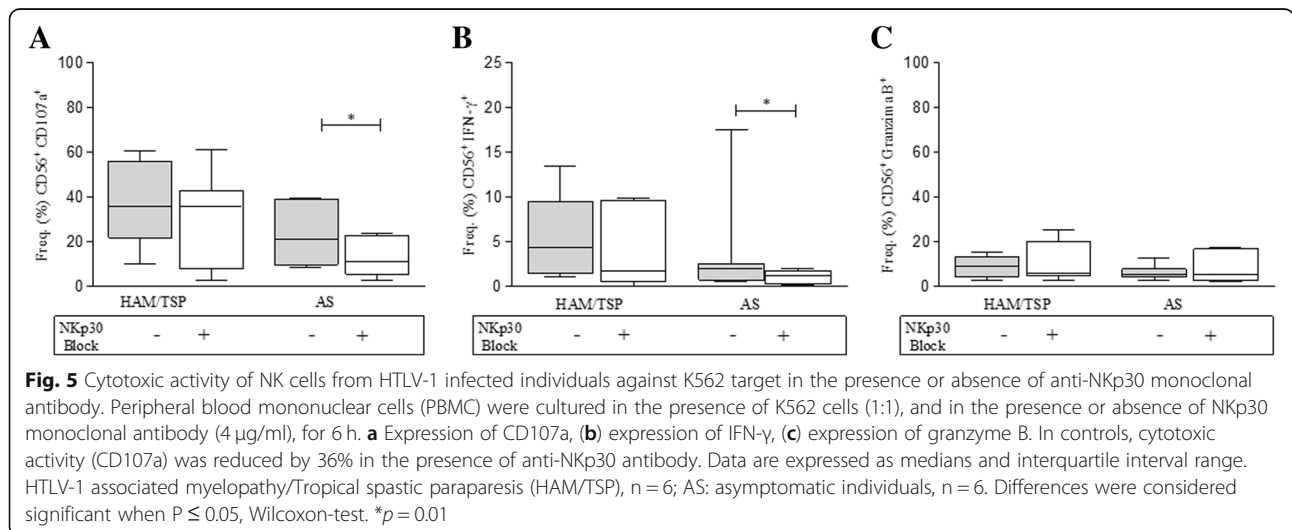 A
B
C
Freq. (%) CD56⁺ CD107a⁺
100
80
60
40
20
0
*
HAM/TSP
AS
NKp30
Block
-
+
-
+
Freq. (%) CD56⁺ IFN-γ⁺
25
20
15
10
5
0
*
HAM/TSP
AS
NKp30
Block
-
+
-
+
Freq. (%) CD56⁺ GranzimaB⁺
100
80
60
40
20
0
HAM/TSP
AS
NKp30
Block
-
+
-
+
Fig. 5 Cytotoxic activity of NK cells from HTLV-1 infected individuals against K562 target in the presence or absence of anti-NKp30 monoclonal
antibody. Peripheral blood mononuclear cells (PBMC) were cultured in the presence of K562 cells (1:1), and in the presence or absence of NKp30
monoclonal antibody (4 μg/ml), for 6 h. a Expression of CD107a, (b) expression of IFN-γ, (c) expression of granzyme B. In controls, cytotoxic
activity (CD107a) was reduced by 36% in the presence of anti-NKp30 antibody. Data are expressed as medians and interquartile interval range.
HTLV-1 associated myelopathy/Tropical spastic paraparesis (HAM/TSP), n = 6; AS: asymptomatic individuals, n = 6. Differences were considered
significant when P ≤ 0.05, Wilcoxon-test. *p = 0.01